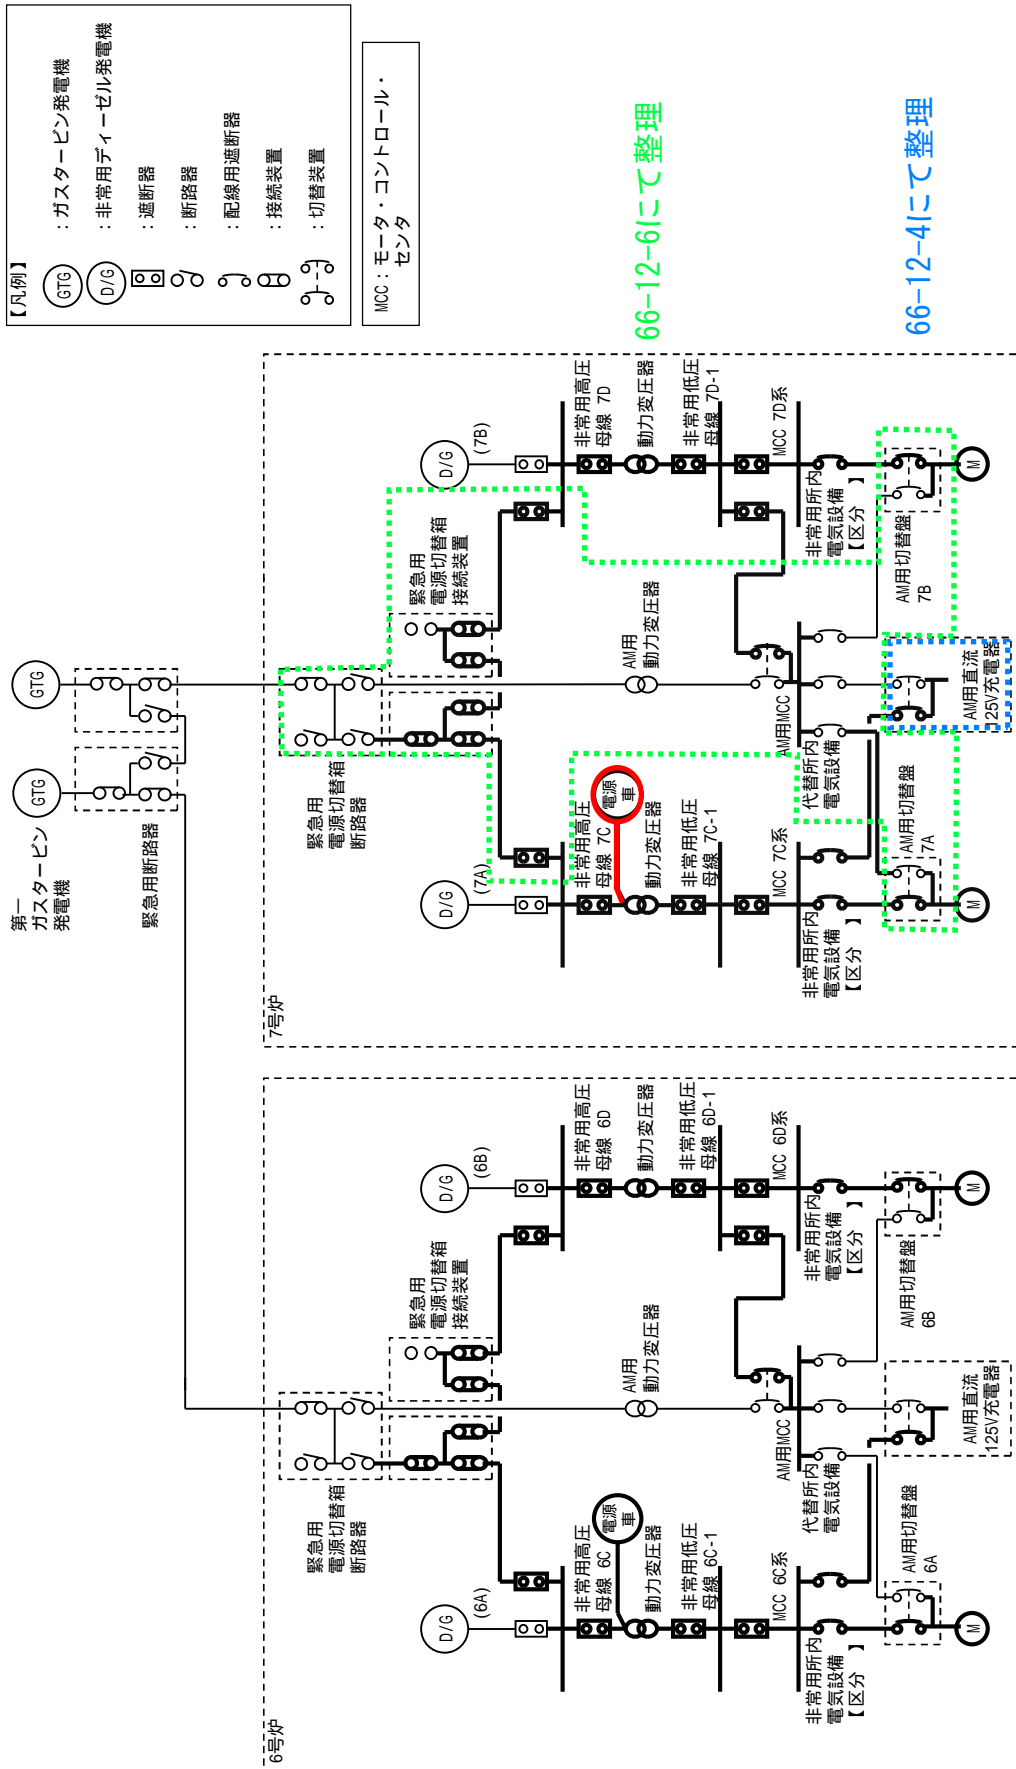 【凡例】
GTG
：ガスタービン発電機
D/G
：非常用ディーゼル発電機
：遮断器
：断路器
：配線用遮断器
：接続装置
：切替装置
MCC：モータ・コントロール・
センタ
66-12-6にて整理
66-12-4にて整理
第一
ガスタービン
発電機
GTG
GTG
緊急用断路器
7号炉
緊急用
電源切替箱
断路器
緊急用
電源切替箱
接続装置
D/G
(7A)
D/G
(7B)
非常用高圧
母線 7C
電源
車
動力変圧器
非常用低圧
母線 7C-1
MCC 7C系
非常用所内
電気設備
【区分　】
AM用
動力変圧器
AM用MCC
代替所内
電気設備
AM用切替盤
7A
M
AM用直流
125V充電器
非常用高圧
母線 7D
動力変圧器
非常用低圧
母線 7D-1
MCC 7D系
非常用所内
電気設備
【区分　】
AM用切替盤
7B
M
6号炉
緊急用
電源切替箱
断路器
緊急用
電源切替箱
接続装置
D/G
(6A)
D/G
(6B)
非常用高圧
母線 6C
電源
車
動力変圧器
非常用低圧
母線 6C-1
MCC 6C系
非常用所内
電気設備
【区分　】
AM用
動力変圧器
AM用MCC
代替所内
電気設備
AM用切替盤
6A
M
AM用直流
125V充電器
非常用高圧
母線 6D
動力変圧器
非常用低圧
母線 6D-1
MCC 6D系
非常用所内
電気設備
【区分　】
AM用切替盤
6B
M